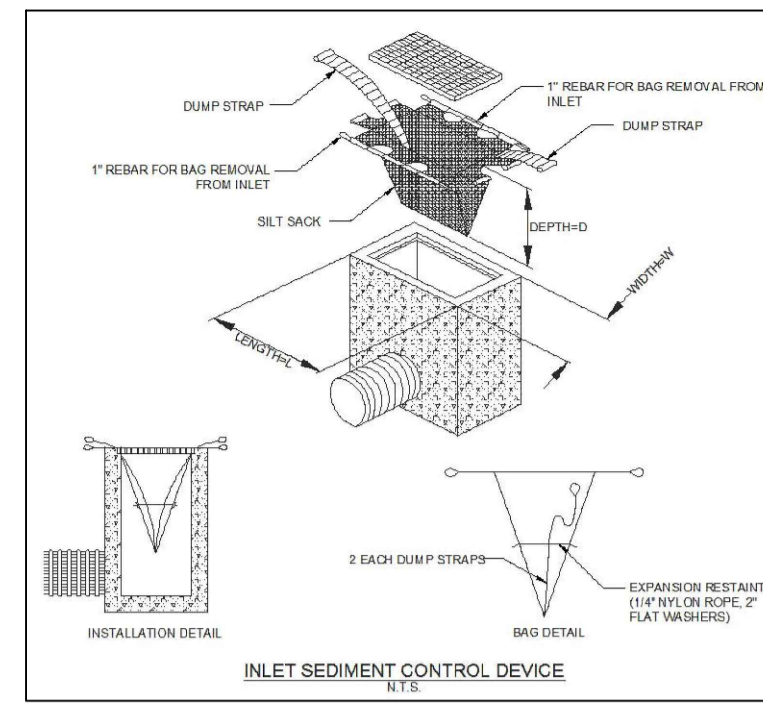 DUMP STRAP
1" REBAR FOR BAG REMOVAL FROM
INLET
DUMP STRAP
1" REBAR FOR BAG REMOVAL
FROM INLET
SILT SACK
DEPTH=D
WIDTH=W
LENGTH=L
2 EACH DUMP STRAPS
EXPANSION RESTAINT
(1/4" NYLON ROPE, 2"
FLAT WASHERS)
INSTALLATION DETAIL
BAG DETAIL
INLET SEDIMENT CONTROL DEVICE
N.T.S.